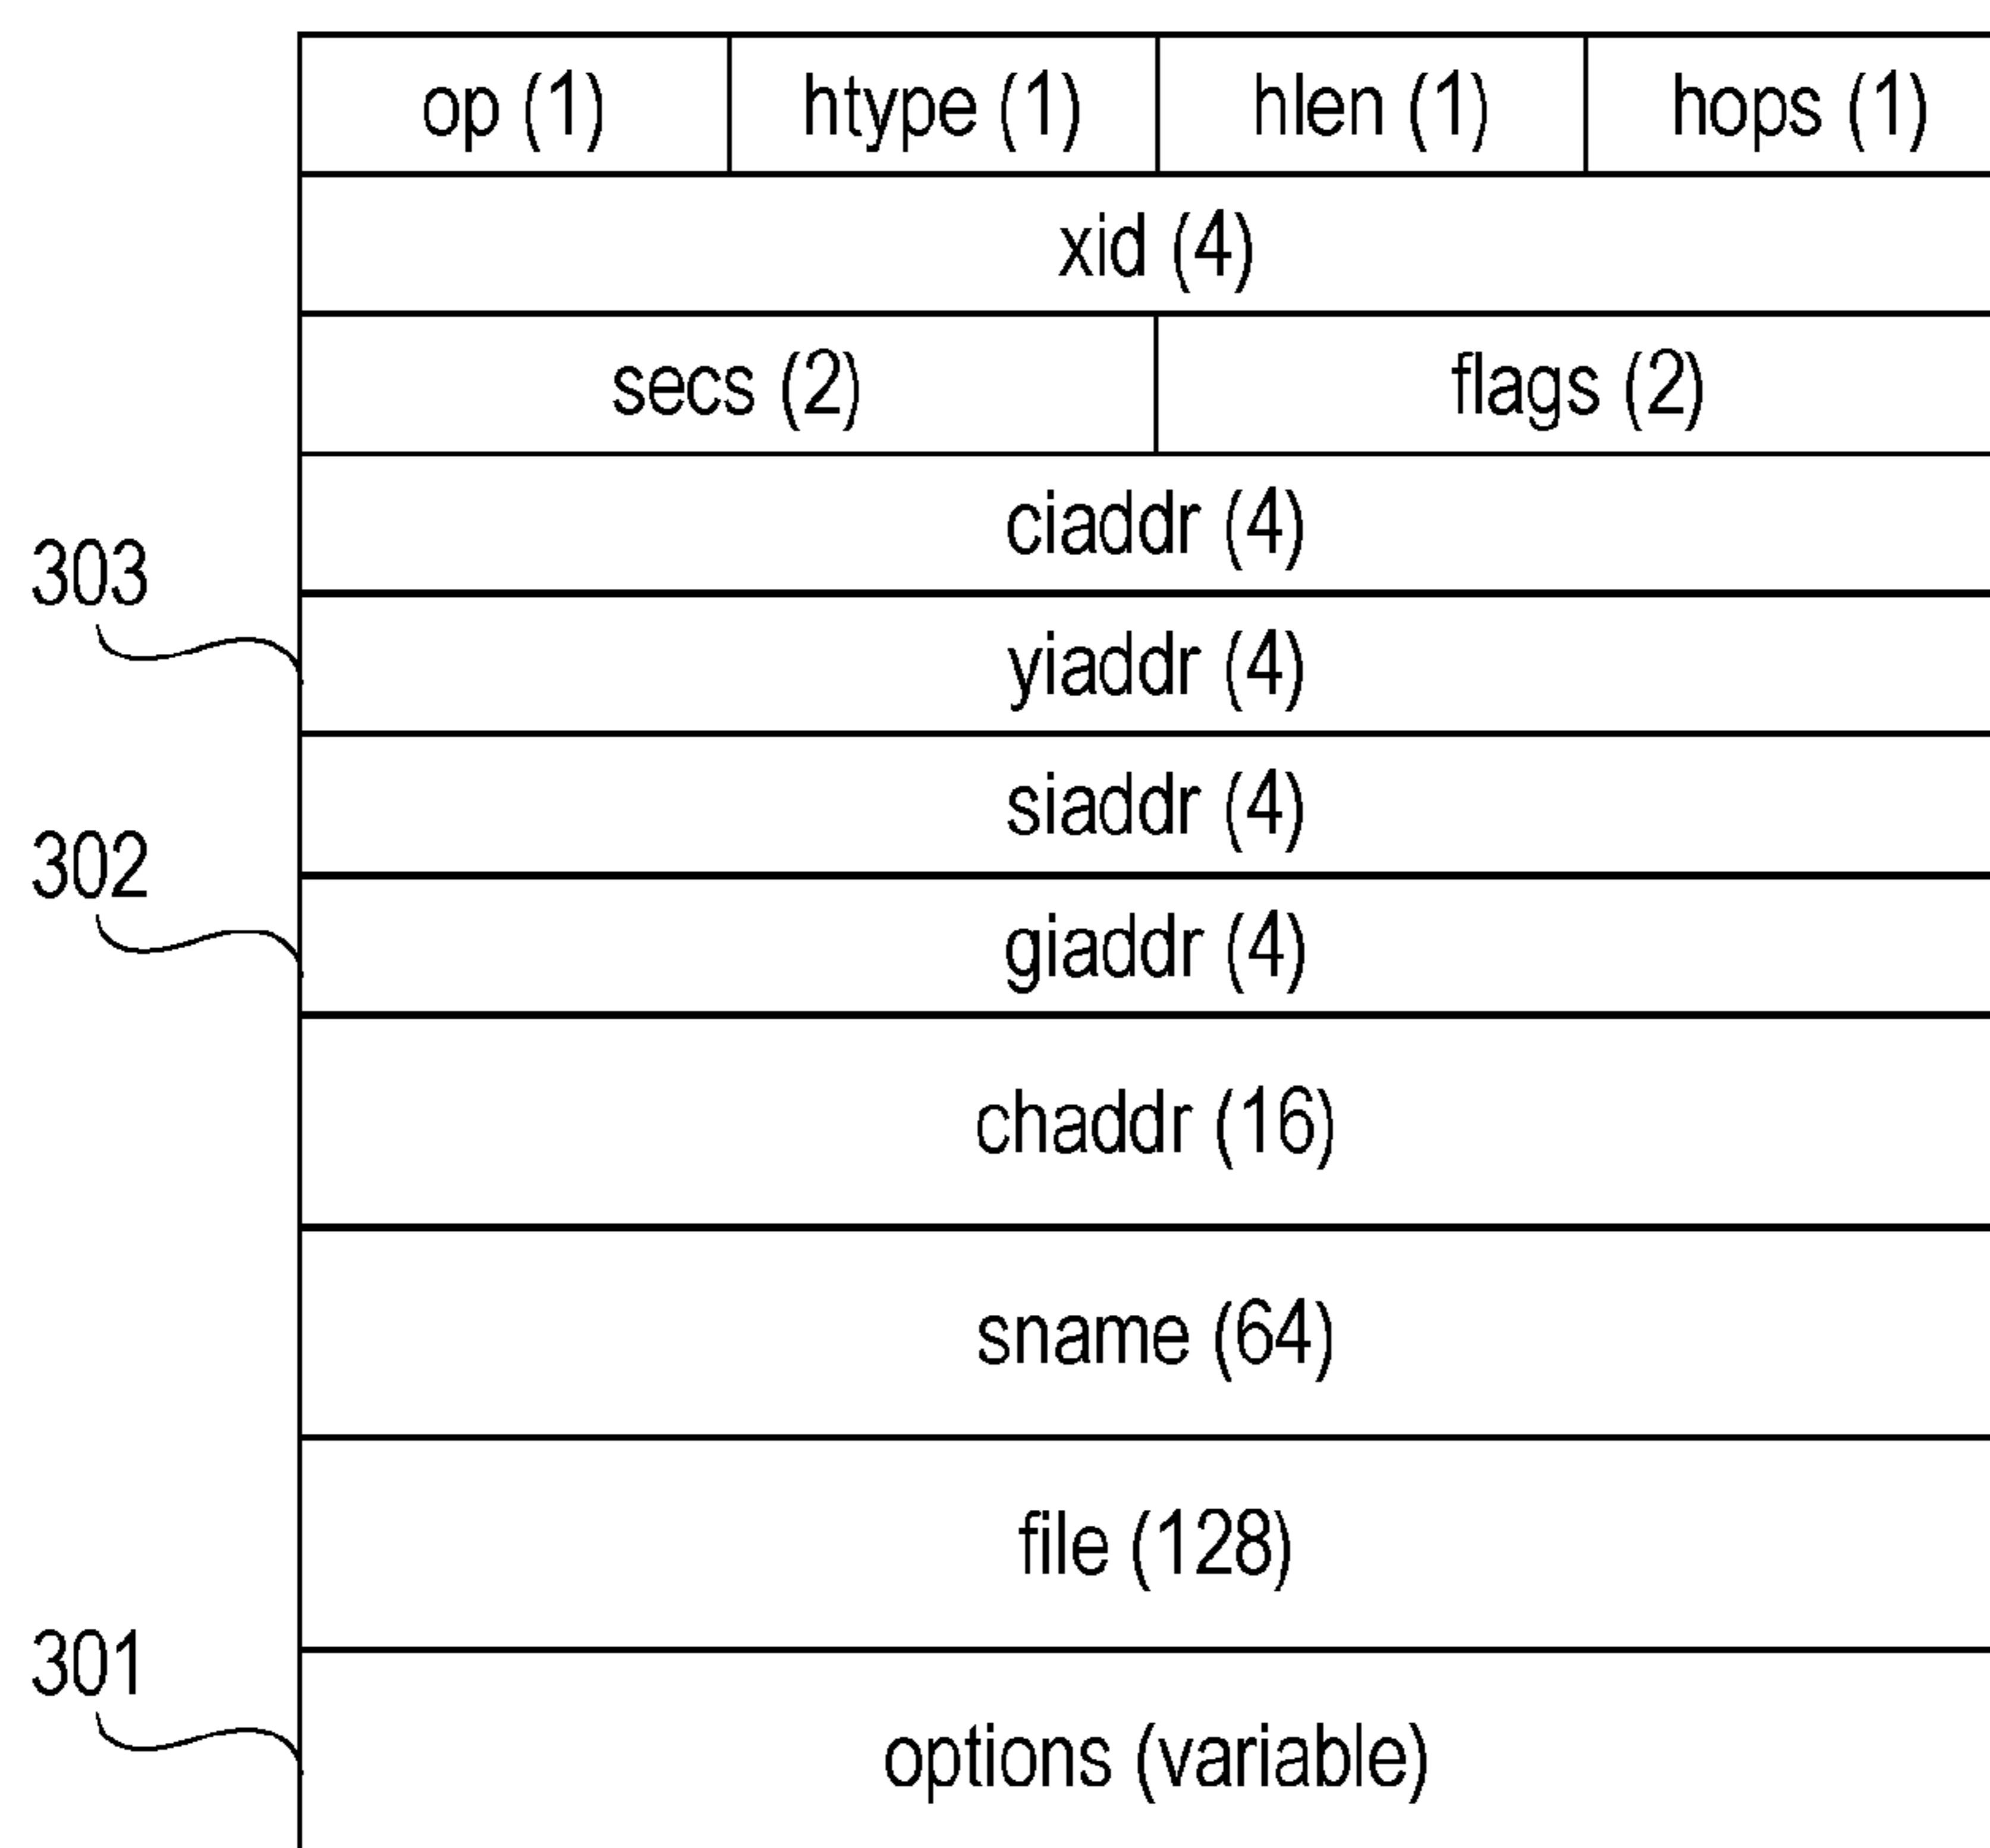 op (1) htype (1) hlen (1) hops (1)
xid (4)
secs (2) flags (2)
ciaddr (4)
303
yiaddr (4)
siaddr (4)
302
giaddr (4)
chaddr (16)
sname (64)
file (128)
301
options (variable)